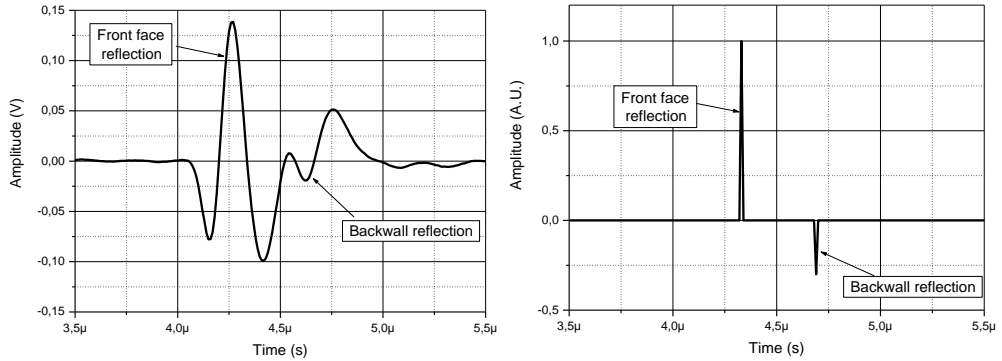 0,15
0,10
0,05
0,00
-0,05
-0,10
-0,15
Amplitude (V)
Front face
reflection
Backwall reflection
3,5µ 4,0µ 4,5µ 5,0µ 5,5µ
Time (s)
1,0
0,5
0,0
-0,5
Amplitude (A.U.)
Front face
reflection
Backwall reflection
3,5µ 4,0µ 4,5µ 5,0µ 5,5µ
Time (s)